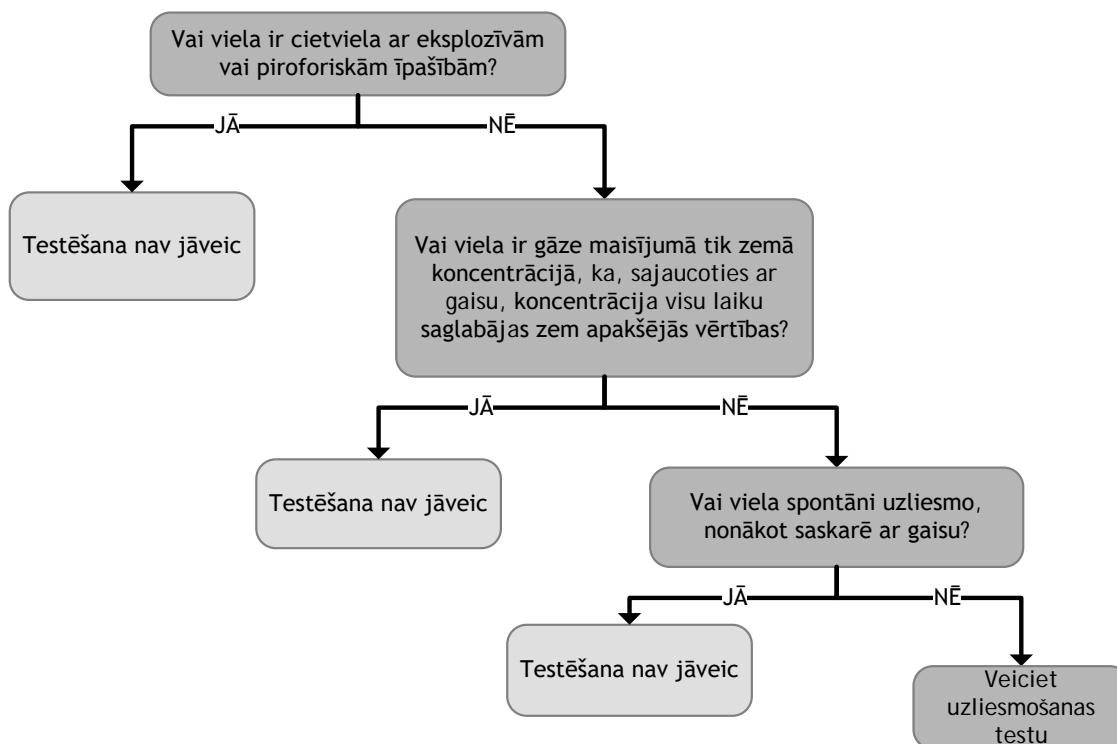 Vai viela ir cietviela ar eksplozīvām
vai piroforiskām īpašībām?
JĀ
NĒ
Testēšana nav jāveic
Vai viela ir gāze maisījumā tik zemā
koncentrācijā, ka, sajaucoties ar
gaisu, koncentrācija visu laiku
saglabājas zem apakšējās vērtības?
JĀ
NĒ
Testēšana nav jāveic
Vai viela spontāni uzliesmo,
nonākot saskarē ar gaisu?
JĀ
NĒ
Testēšana nav jāveic
Veiciet
uzliesmošanas
testu